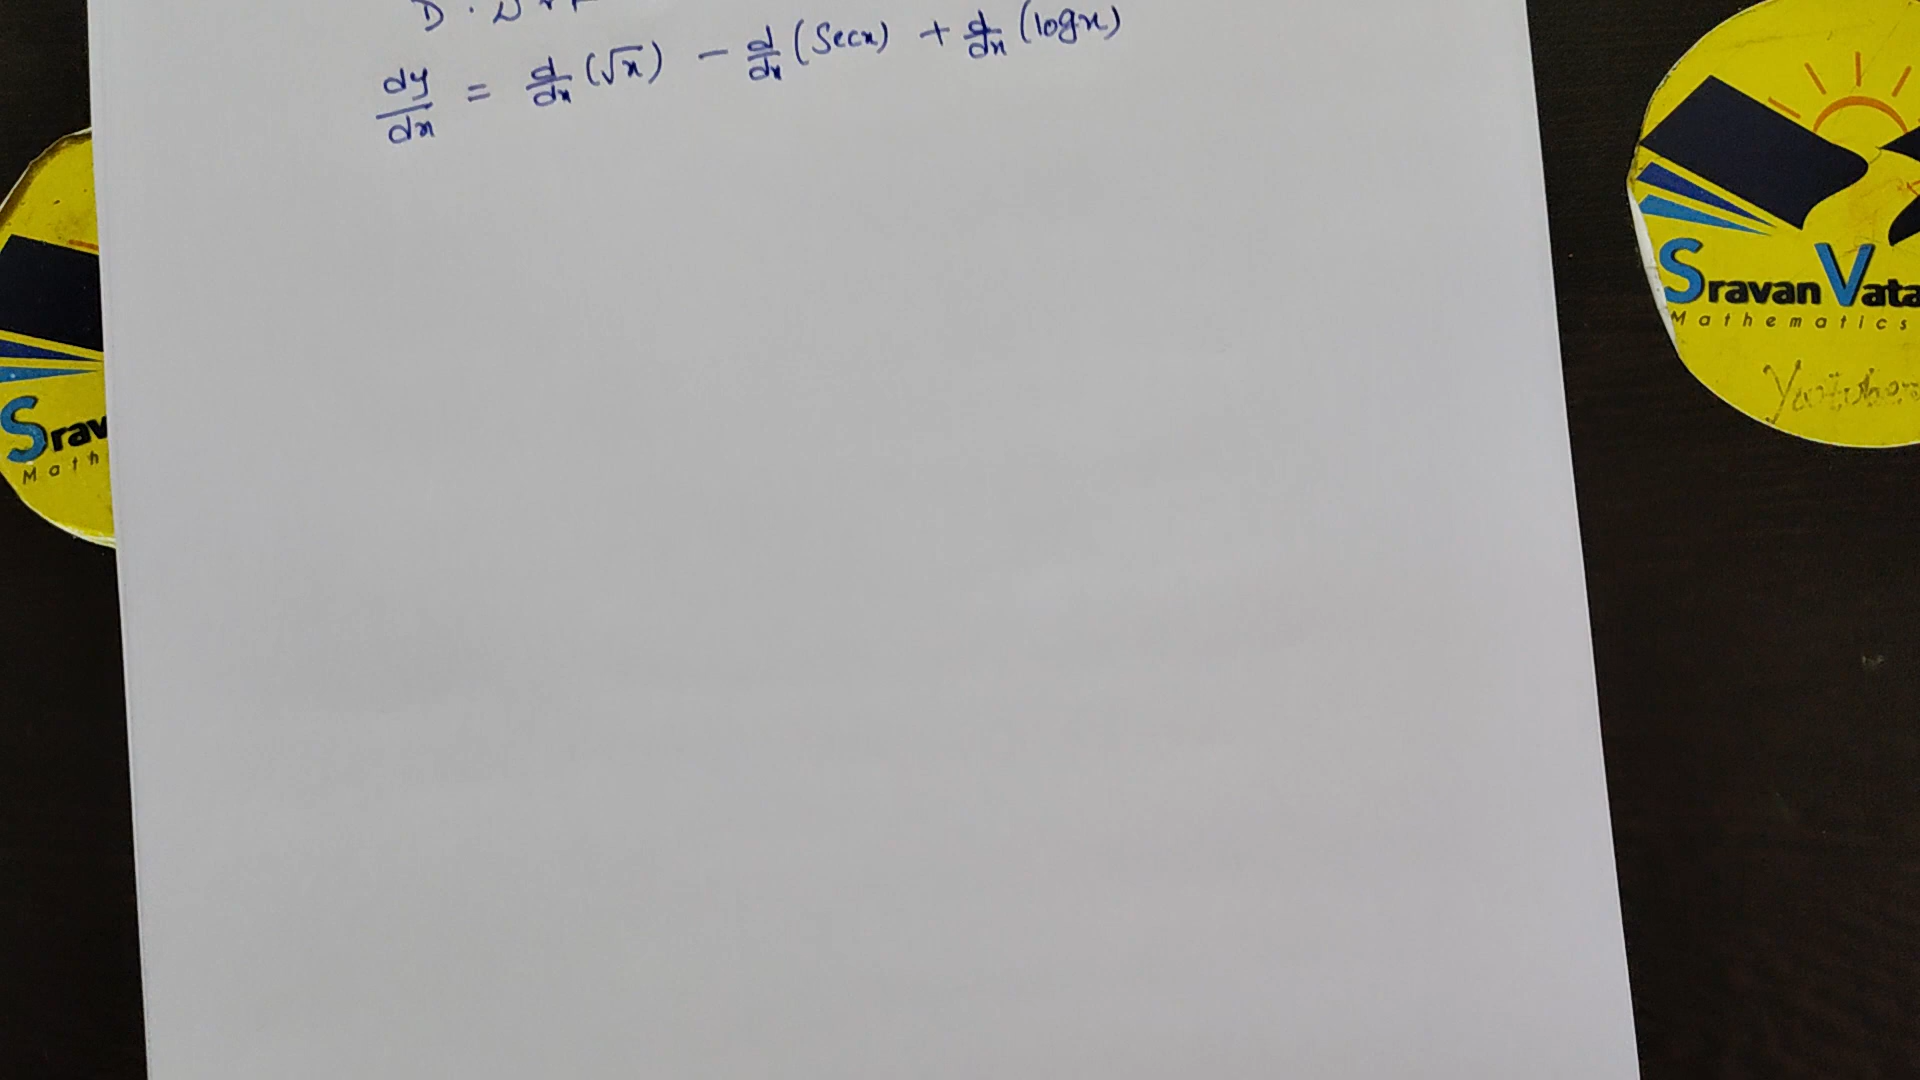 dy/dx = d/dx (√x) - d/dx (Secx) + d/dx (logx)
Sravan Vata
Mathematics
Srav
Math